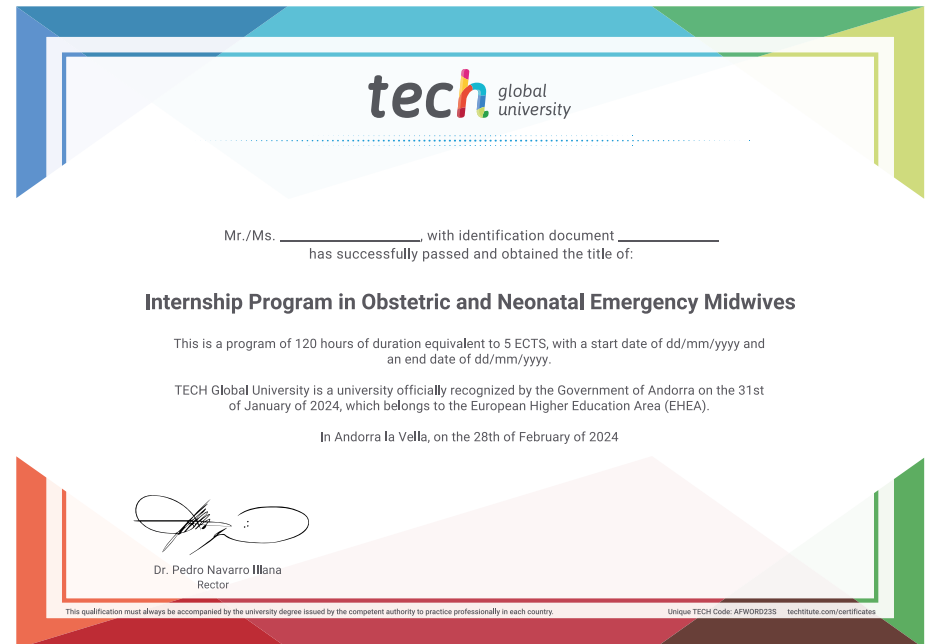 tech global university
Mr./Ms. ____________, with identification document ____________
has successfully passed and obtained the title of:
Internship Program in Obstetric and Neonatal Emergency Midwives
This is a program of 120 hours of duration equivalent to 5 ECTS, with a start date of dd/mm/yyyy and
an end date of dd/mm/yyyy.
TECH Global University is a university officially recognized by the Government of Andorra on the 31st
of January of 2024, which belongs to the European Higher Education Area (EHEA).
In Andorra la Vella, on the 28th of February of 2024
Dr. Pedro Navarro Illana
Rector
This qualification must always be accompanied by the university degree issued by the competent authority to practice professionally in each country.
Unique TECH Code: AFWORD23S techtitute.com/certificates